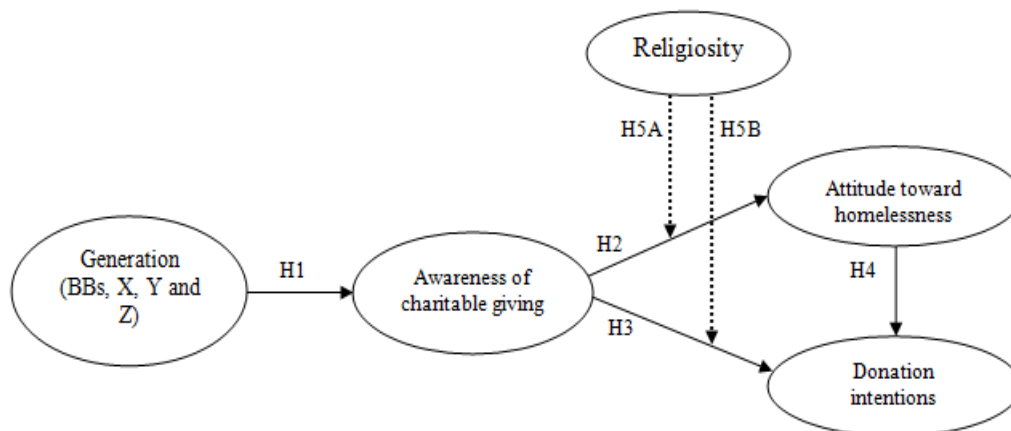 Religiosity
H5A
H5B
Attitude toward
homelessness
Generation
(BBs, X, Y and
Z)
H1
Awareness of
charitable giving
H2
H3
H4
Donation
intentions